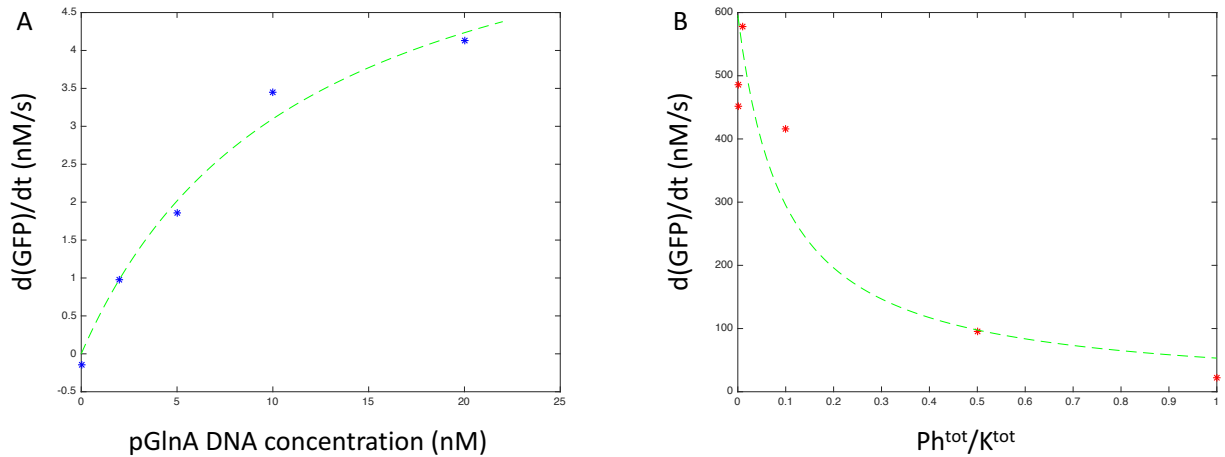 A
d(GFP)/dt (nM/s)
4.5
4
3.5
3
2.5
2
1.5
1
0.5
0
-0.5
0 5 10 15 20 25
pGlnA DNA concentration (nM)
B
d(GFP)/dt (nM/s)
600
500
400
300
200
100
0
0 0.1 0.2 0.3 0.4 0.5 0.6 0.7 0.8 0.9 1
Ph^tot/K^tot